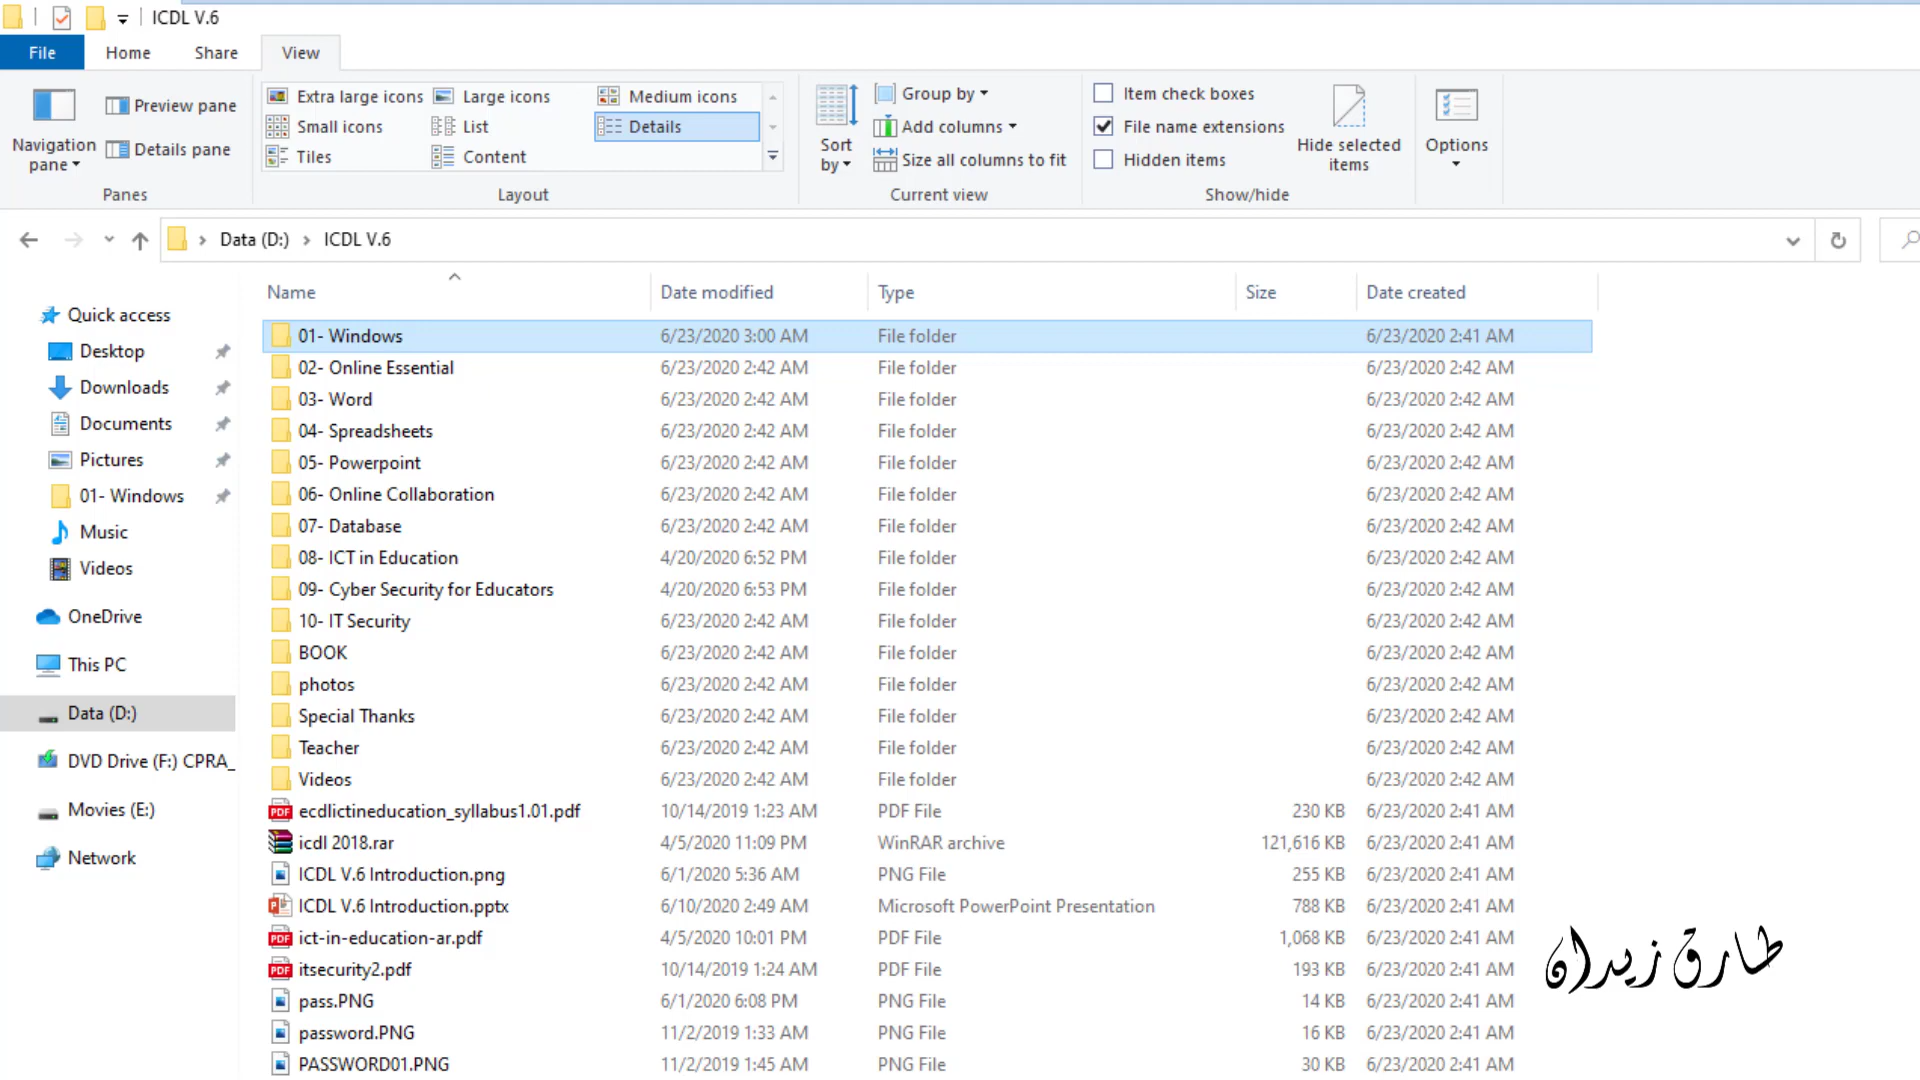 ICDL V.6
File Home Share View
Navigation pane
Preview pane
Details pane
Panes
Extra large icons Large icons Medium icons
Small icons List Details
Tiles Content
Layout
Sort by
Group by
Add columns
Size all columns to fit
Current view
Item check boxes
File name extensions
Hidden items
Hide selected items
Show/hide
Options
Data (D:) ICDL V.6
Quick access
Desktop
Downloads
Documents
Pictures
01- Windows
Music
Videos
OneDrive
This PC
Data (D:)
DVD Drive (F:) CPRA_
Movies (E:)
Network
Name Date modified Type Size Date created
01- Windows 6/23/2020 3:00 AM File folder 6/23/2020 2:41 AM
02- Online Essential 6/23/2020 2:42 AM File folder 6/23/2020 2:42 AM
03- Word 6/23/2020 2:42 AM File folder 6/23/2020 2:42 AM
04- Spreadsheets 6/23/2020 2:42 AM File folder 6/23/2020 2:42 AM
05- Powerpoint 6/23/2020 2:42 AM File folder 6/23/2020 2:42 AM
06- Online Collaboration 6/23/2020 2:42 AM File folder 6/23/2020 2:42 AM
07- Database 6/23/2020 2:42 AM File folder 6/23/2020 2:42 AM
08- ICT in Education 4/20/2020 6:52 PM File folder 6/23/2020 2:42 AM
09- Cyber Security for Educators 4/20/2020 6:53 PM File folder 6/23/2020 2:42 AM
10- IT Security 6/23/2020 2:42 AM File folder 6/23/2020 2:42 AM
BOOK 6/23/2020 2:42 AM File folder 6/23/2020 2:42 AM
photos 6/23/2020 2:42 AM File folder 6/23/2020 2:42 AM
Special Thanks 6/23/2020 2:42 AM File folder 6/23/2020 2:42 AM
Teacher 6/23/2020 2:42 AM File folder 6/23/2020 2:42 AM
Videos 6/23/2020 2:42 AM File folder 6/23/2020 2:42 AM
ecdlictineducation_syllabus1.01.pdf 10/14/2019 1:23 AM PDF File 230 KB 6/23/2020 2:41 AM
icdl 2018.rar 4/5/2020 11:09 PM WinRAR archive 121,616 KB 6/23/2020 2:41 AM
ICDL V.6 Introduction.png 6/1/2020 5:36 AM PNG File 255 KB 6/23/2020 2:41 AM
ICDL V.6 Introduction.pptx 6/10/2020 2:49 AM Microsoft PowerPoint Presentation 788 KB 6/23/2020 2:41 AM
ict-in-education-ar.pdf 4/5/2020 10:01 PM PDF File 1,068 KB 6/23/2020 2:41 AM
itsecurity2.pdf 10/14/2019 1:24 AM PDF File 193 KB 6/23/2020 2:41 AM
pass.PNG 6/1/2020 6:08 PM PNG File 14 KB 6/23/2020 2:41 AM
password.PNG 11/2/2019 1:33 AM PNG File 16 KB 6/23/2020 2:41 AM
PASSWORD01.PNG 11/2/2019 1:45 AM PNG File 30 KB 6/23/2020 2:41 AM
طارق زيدان